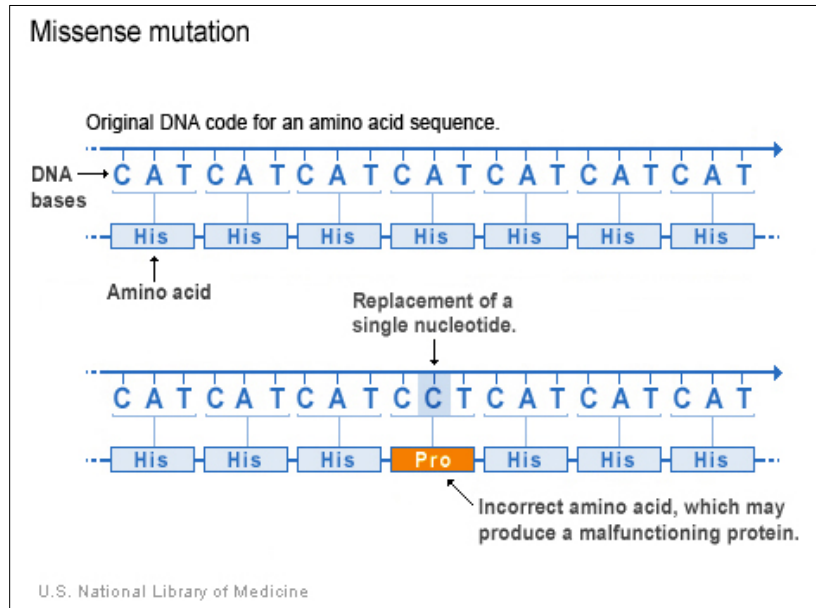 Missense mutation
Original DNA code for an amino acid sequence.
DNA
bases
C A T C A T C A T C A T C A T C A T C A T
His His His His His His His
Amino acid
Replacement of a
single nucleotide.
C A T C A T C A T C C T C A T C A T C A T
His His His Pro His His His
Incorrect amino acid, which may
produce a malfunctioning protein.
U.S. National Library of Medicine